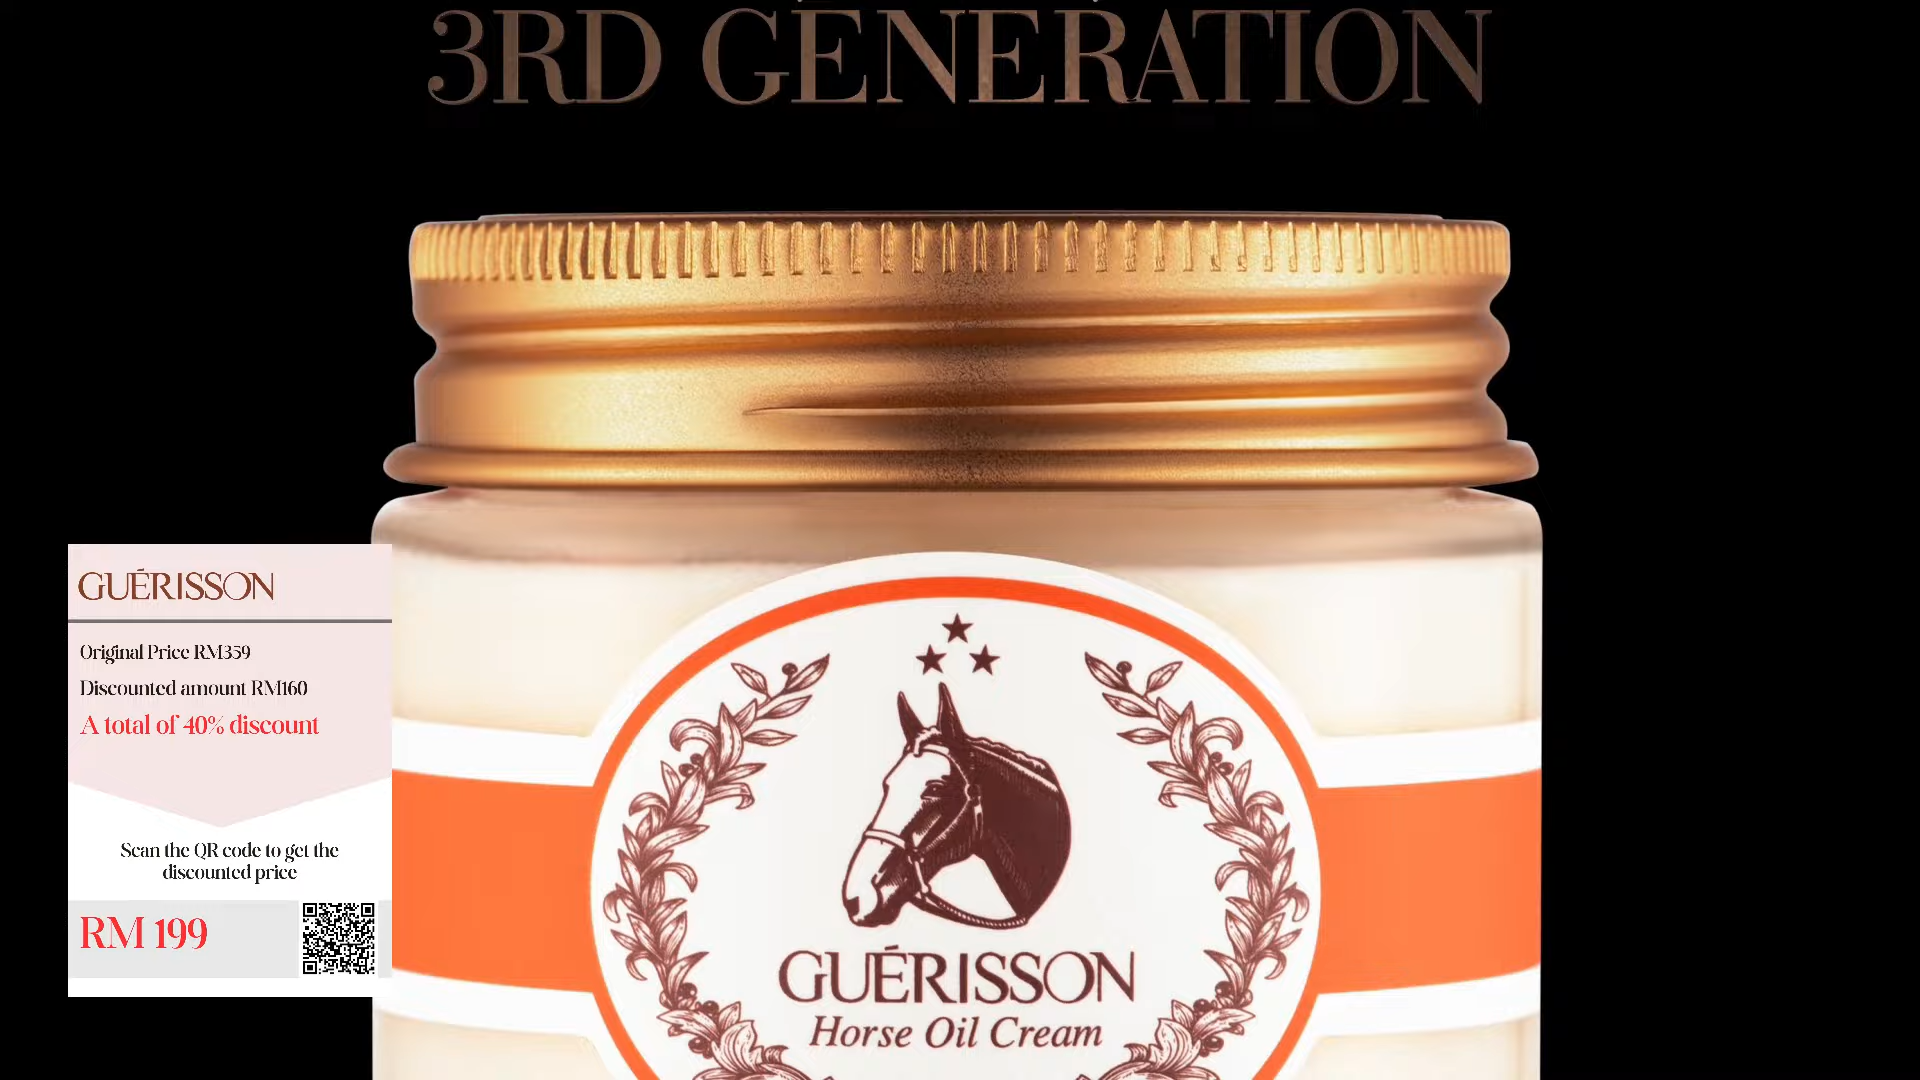 3RD GENERATION
GUÉRISSON
Original Price RM359
Discounted amount RM160
A total of 40% discount
Scan the QR code to get the
discounted price
RM 199
GUÉRISSON
Horse Oil Cream